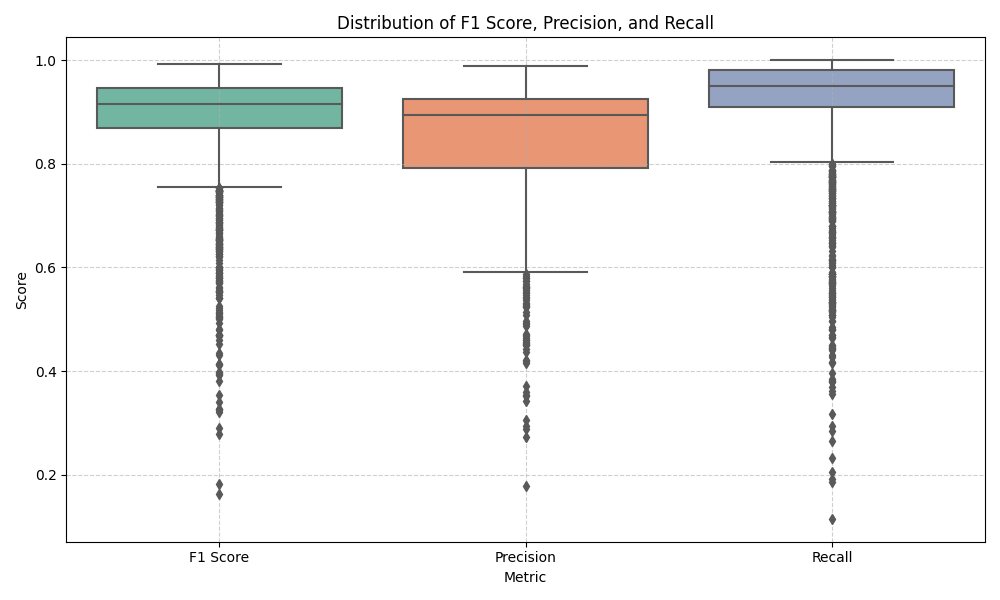 Distribution of F1 Score, Precision, and Recall
1.0
0.8
0.6
0.4
0.2
Score
F1 Score
Precision
Recall
Metric